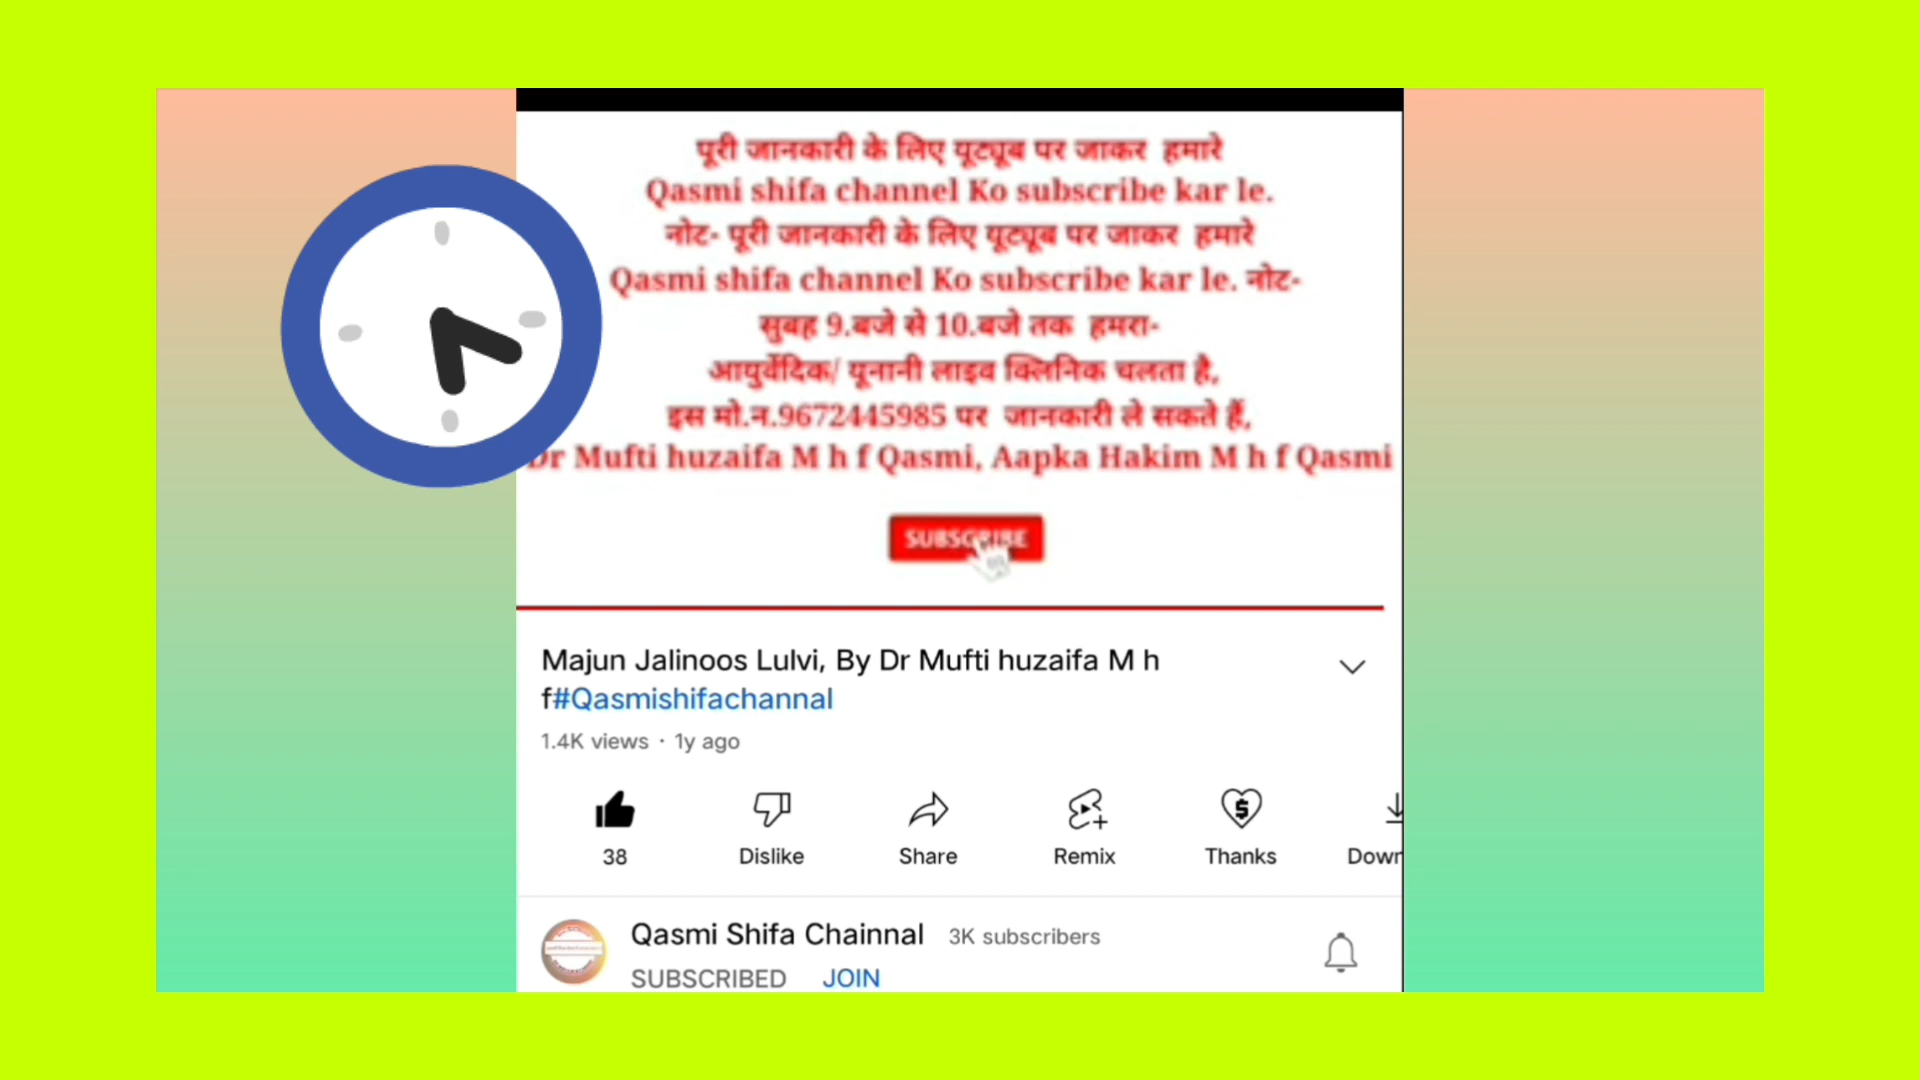 पूरी जानकारी के लिए यूट्यूब पर जाकर हमारे
Qasmi shifa channel Ko subscribe kar le.
नोट- पूरी जानकारी के लिए यूट्यूब पर जाकर हमारे
Qasmi shifa channel Ko subscribe kar le. नोट-
सुबह 9.बजे से 10.बजे तक हमरा-
आयुर्वेदिक/ यूनानी लाइव क्लिनिक चलता है,
इस मो.न.9672445985 पर जानकारी ले सकते हैं,
Dr Mufti huzaifa M h f Qasmi, Aapka Hakim M h f Qasmi
SUBSCRIBE
Majun Jalinoos Lulvi, By Dr Mufti huzaifa M h
f#Qasmishifachannal
1.4K views · 1y ago
38 Dislike Share Remix Thanks Down
Qasmi Shifa Chainnal 3K subscribers
SUBSCRIBED JOIN